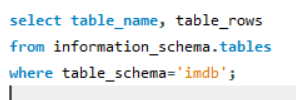 select table_name, table_rows
from information_schema.tables
where table_schema='imdb';